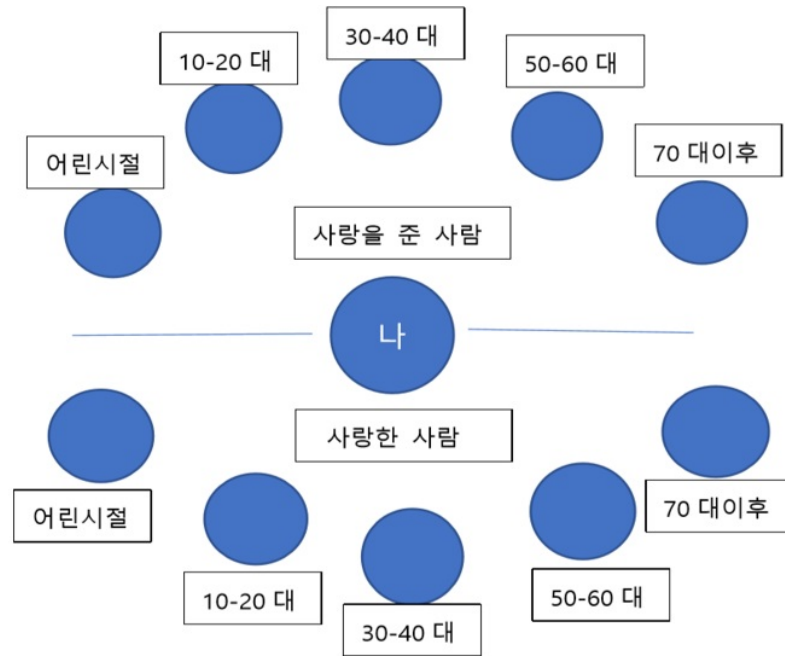 30-40 대
10-20 대
50-60 대
어린시절
70 대이후
사랑을 준 사람
나
사랑한 사람
어린시절
70 대이후
10-20 대
50-60 대
30-40 대